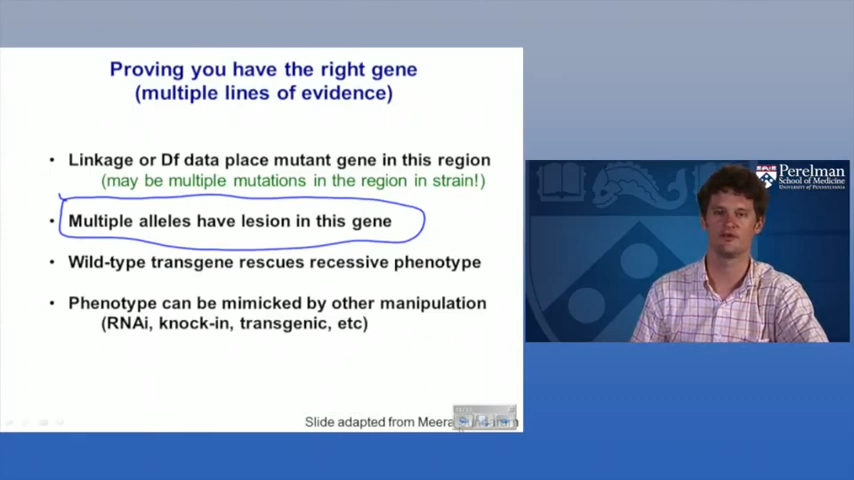 Proving you have the right gene
(multiple lines of evidence)
• Linkage or Df data place mutant gene in this region
(may be multiple mutations in the region in strain!)
• Multiple alleles have lesion in this gene
• Wild-type transgene rescues recessive phenotype
• Phenotype can be mimicked by other manipulation
(RNAi, knock-in, transgenic, etc)
Slide adapted from Meera
Perelman
School of Medicine
University of Pennsylvania